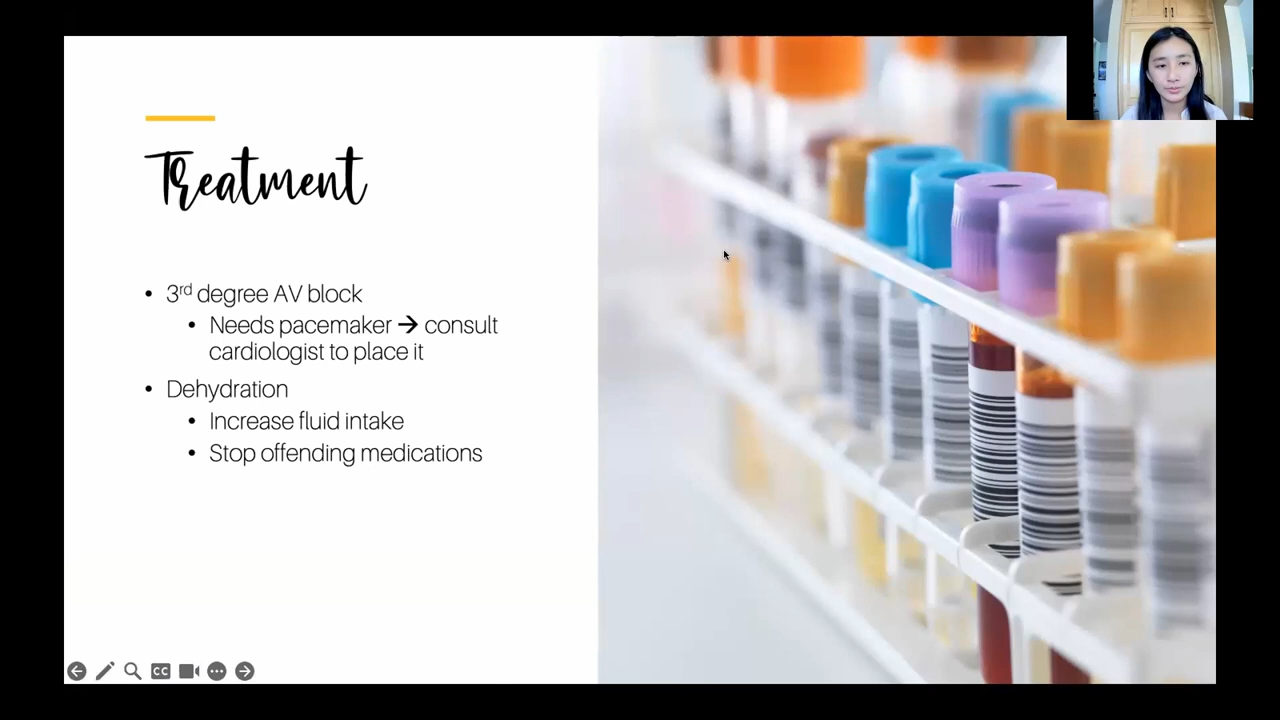 Treatment
• 3rd degree AV block
• Needs pacemaker → consult
cardiologist to place it
• Dehydration
• Increase fluid intake
• Stop offending medications
CC